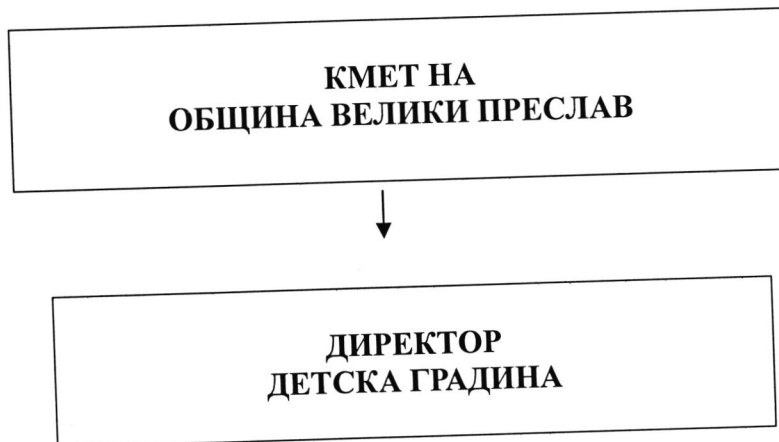 КМЕТ НА
ОБЩИНА ВЕЛИКИ ПРЕСЛАВ
ДИРЕКТОР
ДЕТСКА ГРАДИНА